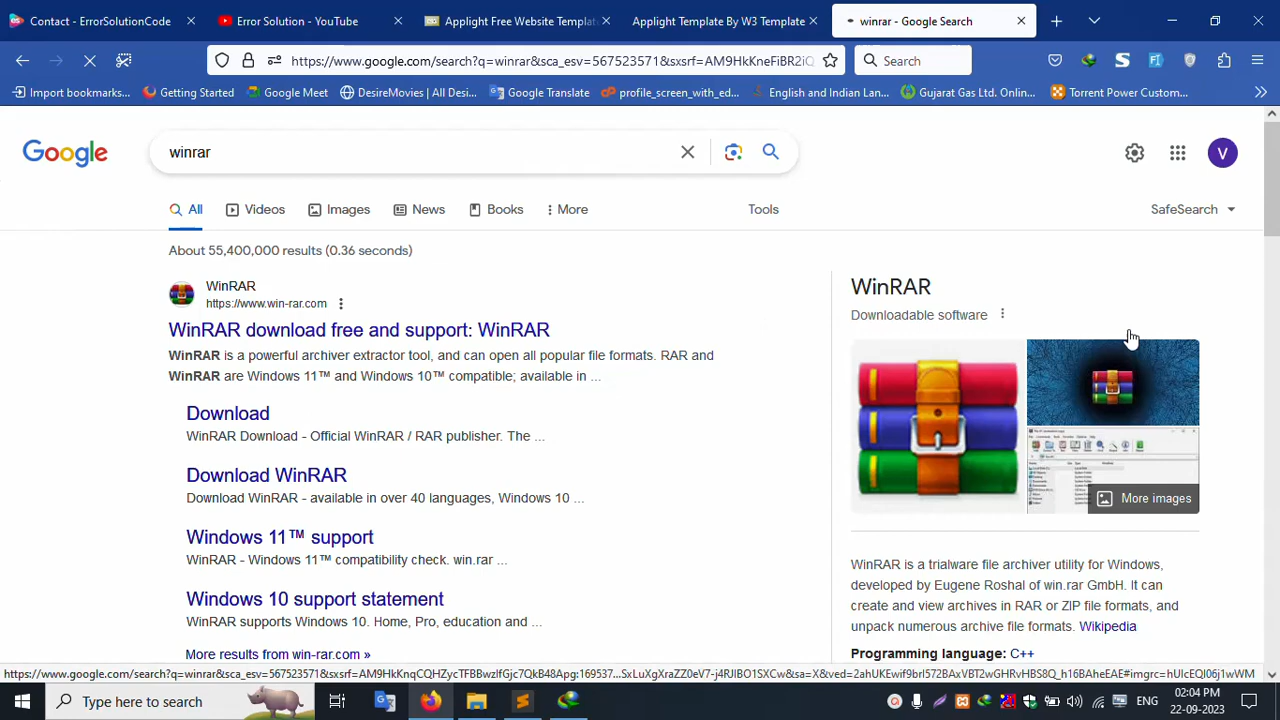 Contact - ErrorSolutionCode
Error Solution - YouTube
Applight Free Website Template
Applight Template By W3 Template
winrar - Google Search
https://www.google.com/search?q=winrar&sca_esv=567523571&sxsrf=AM9HkKneFiBR2iQ
Search
Import bookmarks...
Getting Started
Google Meet
DesireMovies | All Desi...
Google Translate
profile_screen_with_ed...
English and Indian Lan...
Gujarat Gas Ltd. Onlin...
Torrent Power Custom...
Google
winrar
V
All
Videos
Images
News
Books
More
Tools
SafeSearch
About 55,400,000 results (0.36 seconds)
WinRAR
https://www.win-rar.com
WinRAR download free and support: WinRAR
WinRAR is a powerful archiver extractor tool, and can open all popular file formats. RAR and
WinRAR are Windows 11™ and Windows 10™ compatible; available in ...
Download
WinRAR Download - Official WinRAR / RAR publisher. The ...
Download WinRAR
Download WinRAR - available in over 40 languages, Windows 10 ...
Windows 11™ support
WinRAR - Windows 11™ compatibility check. win.rar ...
Windows 10 support statement
WinRAR supports Windows 10. Home, Pro, education and ...
More results from win-rar.com »
WinRAR
Downloadable software
More images
WinRAR is a trialware file archiver utility for Windows,
developed by Eugene Roshal of win.rar GmbH. It can
create and view archives in RAR or ZIP file formats, and
unpack numerous archive file formats. Wikipedia
Programming language: C++
Type here to search
ENG
02:04 PM
22-09-2023